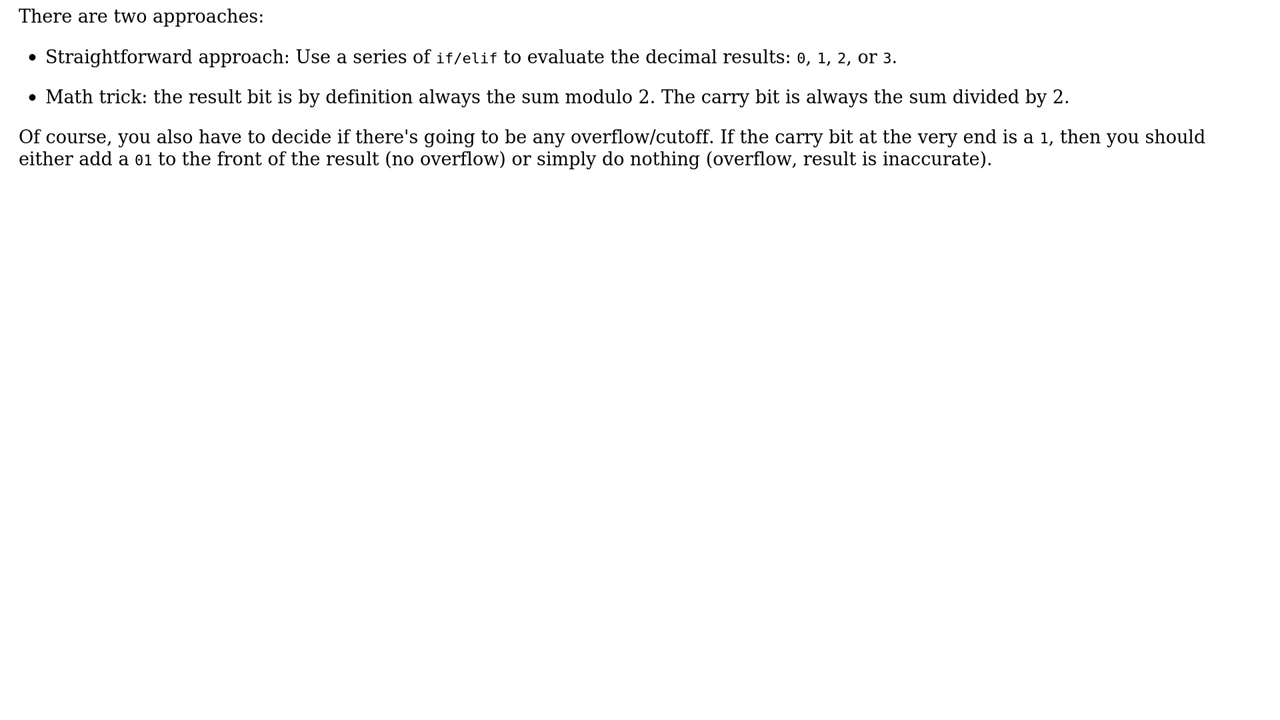 There are two approaches:
• Straightforward approach: Use a series of if/elif to evaluate the decimal results: 0, 1, 2, or 3.
• Math trick: the result bit is by definition always the sum modulo 2. The carry bit is always the sum divided by 2.
Of course, you also have to decide if there's going to be any overflow/cutoff. If the carry bit at the very end is a 1, then you should
either add a 01 to the front of the result (no overflow) or simply do nothing (overflow, result is inaccurate).